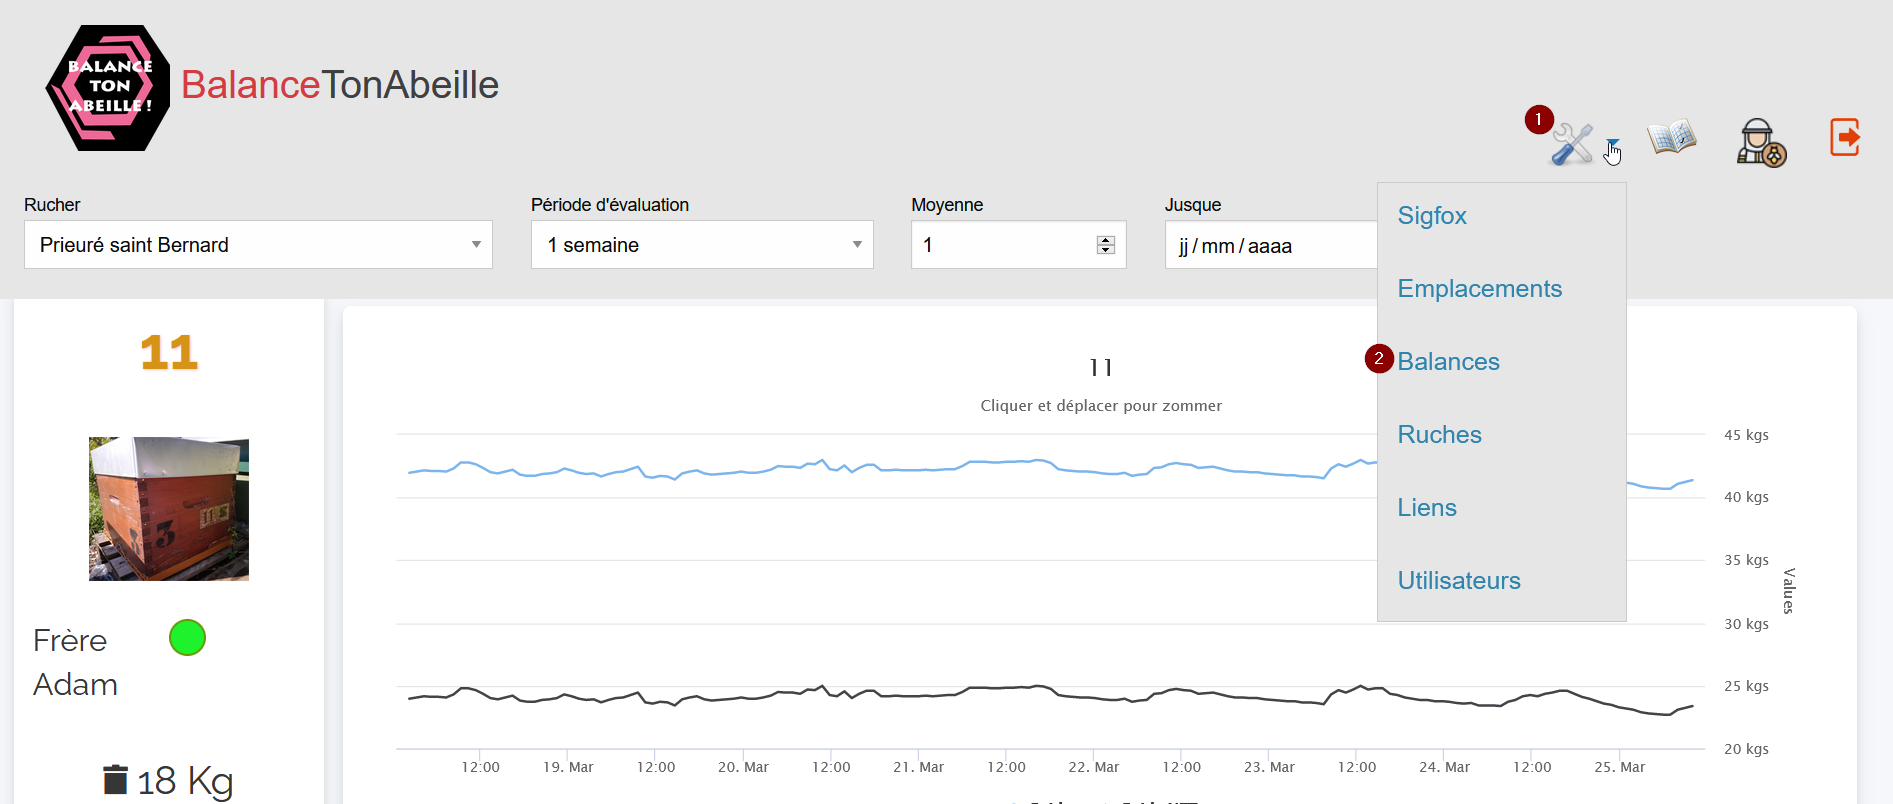 BALANCE
TON
ABEILLE !
BalanceTonAbeille
1
Rucher
Période d'évaluation
Moyenne
Jusque
Prieuré saint Bernard
1 semaine
1
jj / mm / aaaa
Sigfox
Emplacements
2
Balances
Ruches
Liens
Utilisateurs
11
3
Frère
Adam
18 Kg
11
Cliquer et déplacer pour zommer
45 kgs
40 kgs
35 kgs
30 kgs
25 kgs
20 kgs
Values
12:00
19. Mar
12:00
20. Mar
12:00
21. Mar
12:00
22. Mar
12:00
23. Mar
12:00
24. Mar
12:00
25. Mar